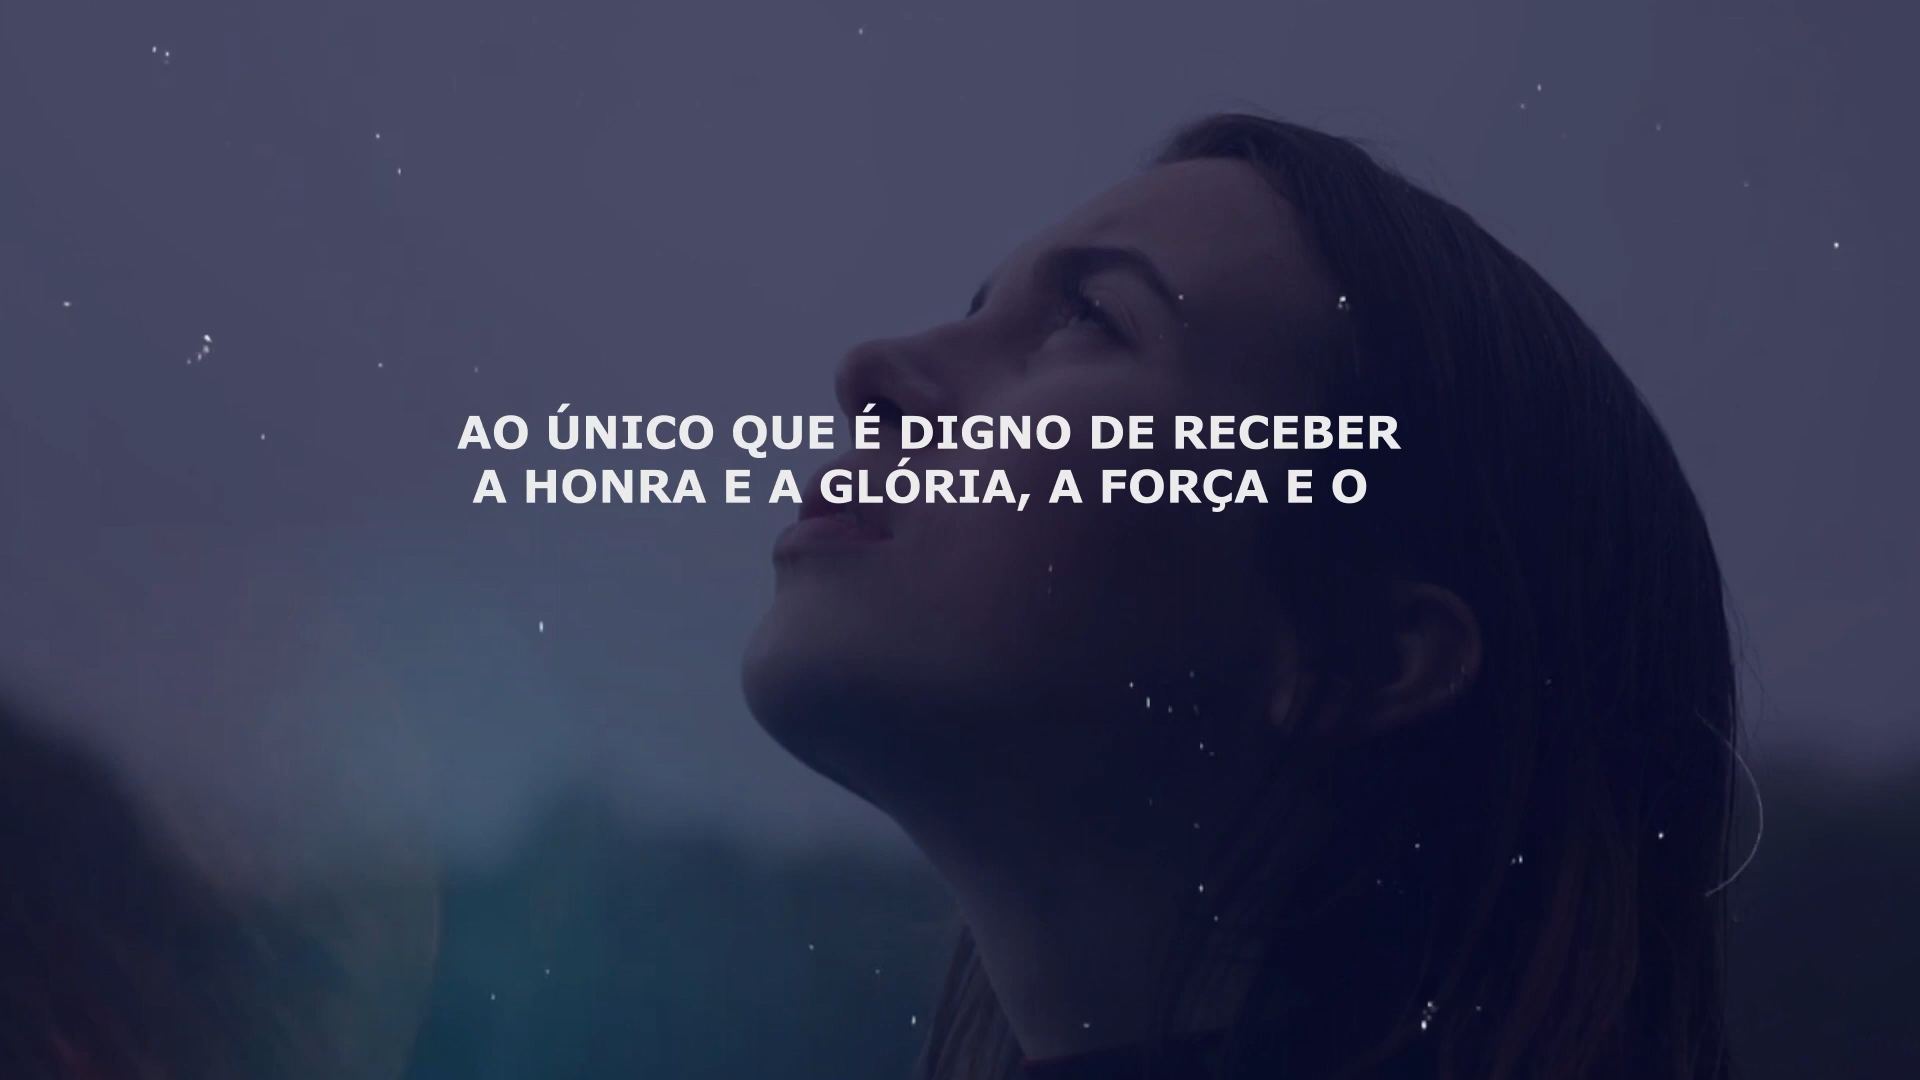 AO ÚNICO QUE É DIGNO DE RECEBER
A HONRA E A GLÓRIA, A FORÇA E O